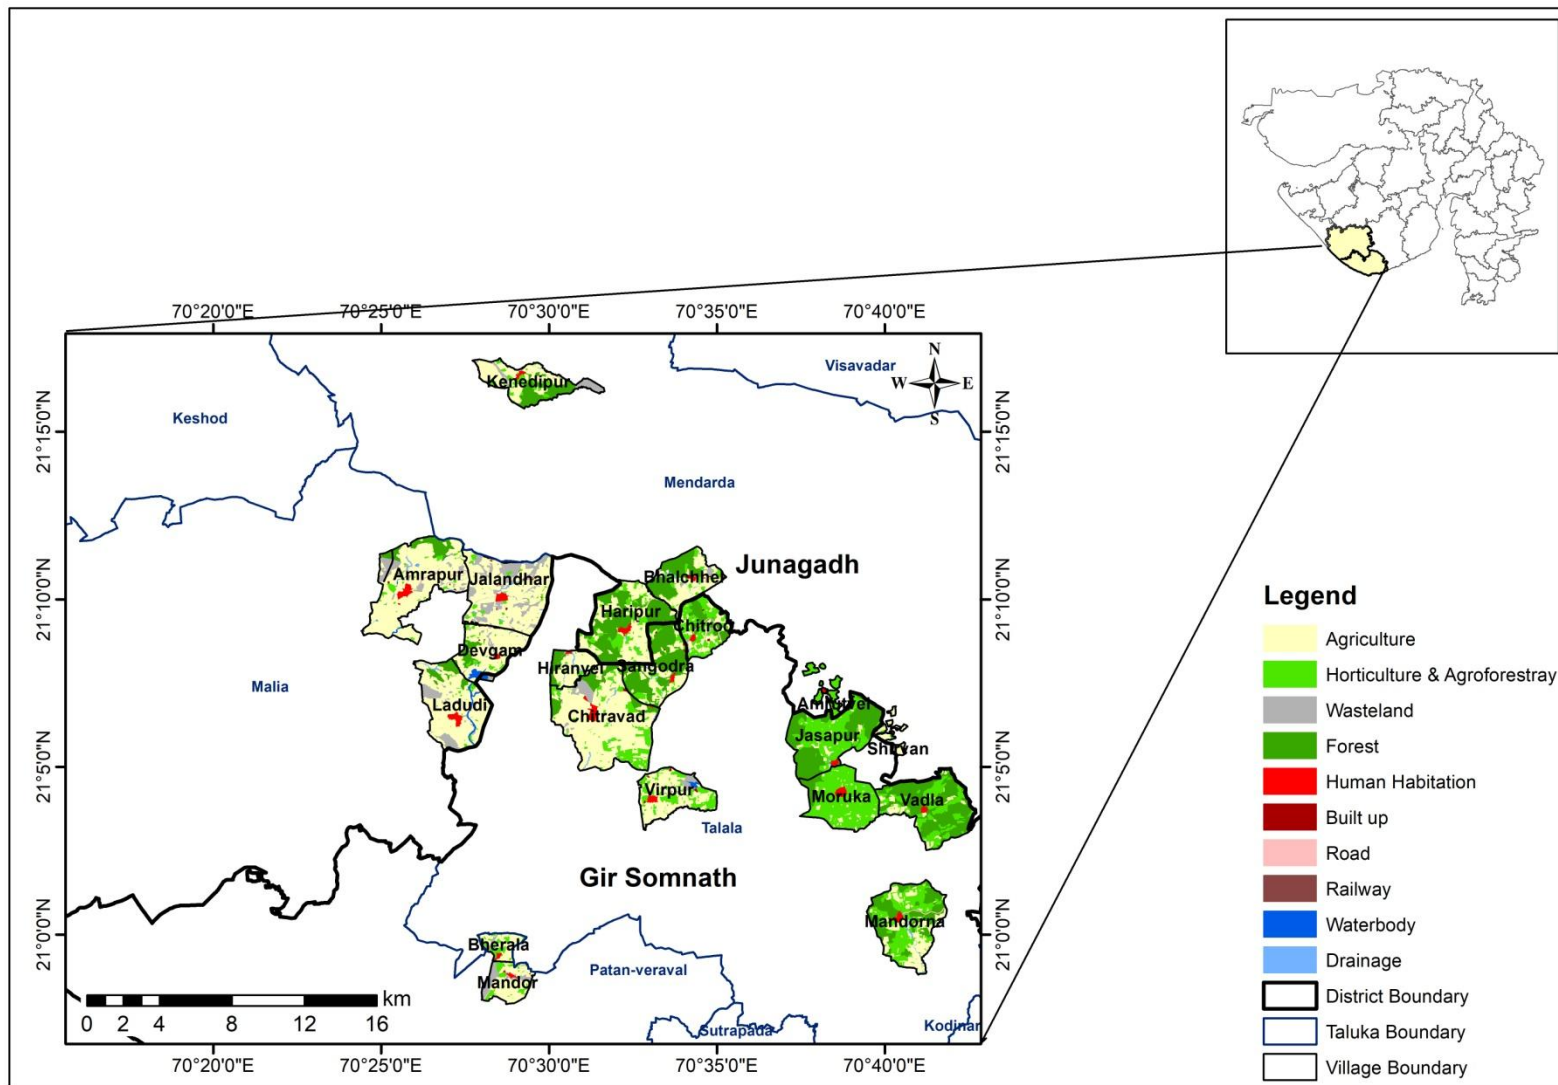 70°20'0"E
70°25'0"E
70°30'0"E
70°35'0"E
70°40'0"E
N
W
E
S
Visavadar
Kenedipur
Keshod
21°15'0"N
21°15'0"N
Mendarda
Junagadh
Amrapur
Jalandhar
Bhalchhel
21°10'0"N
21°10'0"N
Haripur
Chitrod
Devgam
Hiranvel
Sangodra
Malia
Ladudi
Chitravad
Amrutvel
Jasapur
Shirvan
21°5'0"N
21°5'0"N
Virpur
Moruka
Vadla
Talala
Gir Somnath
Mandorna
21°0'0"N
21°0'0"N
Bherala
Mandor
Patan-veraval
Sutrapada
Kodinar
km
0 2 4 8 12 16
70°20'0"E
70°25'0"E
70°30'0"E
70°35'0"E
70°40'0"E
Legend
Agriculture
Horticulture & Agroforestray
Wasteland
Forest
Human Habitation
Built up
Road
Railway
Waterbody
Drainage
District Boundary
Taluka Boundary
Village Boundary